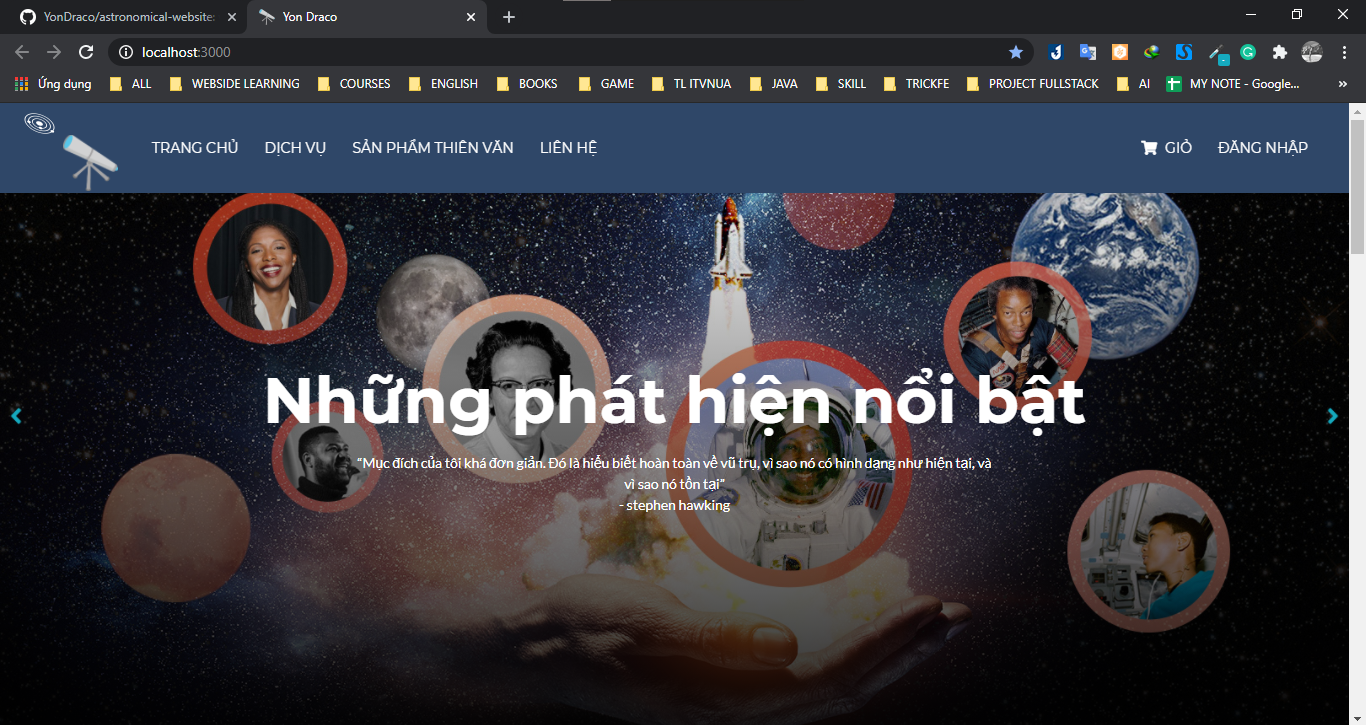 YonDraco/astronomical-website:
Yon Draco
localhost:3000
Ứng dụng
ALL
WEBSIDE LEARNING
COURSES
ENGLISH
BOOKS
GAME
TL ITVNUA
JAVA
SKILL
TRICKFE
PROJECT FULLSTACK
AI
MY NOTE - Google...
TRANG CHỦ
DỊCH VỤ
SẢN PHẨM THIÊN VĂN
LIÊN HỆ
GIỎ
ĐĂNG NHẬP
Những phát hiện nổi bật
“Mục đích của tôi khá đơn giản. Đó là hiểu biết hoàn toàn về vũ trụ, vì sao nó có hình dạng như hiện tại, và
vì sao nó tồn tại”
- stephen hawking